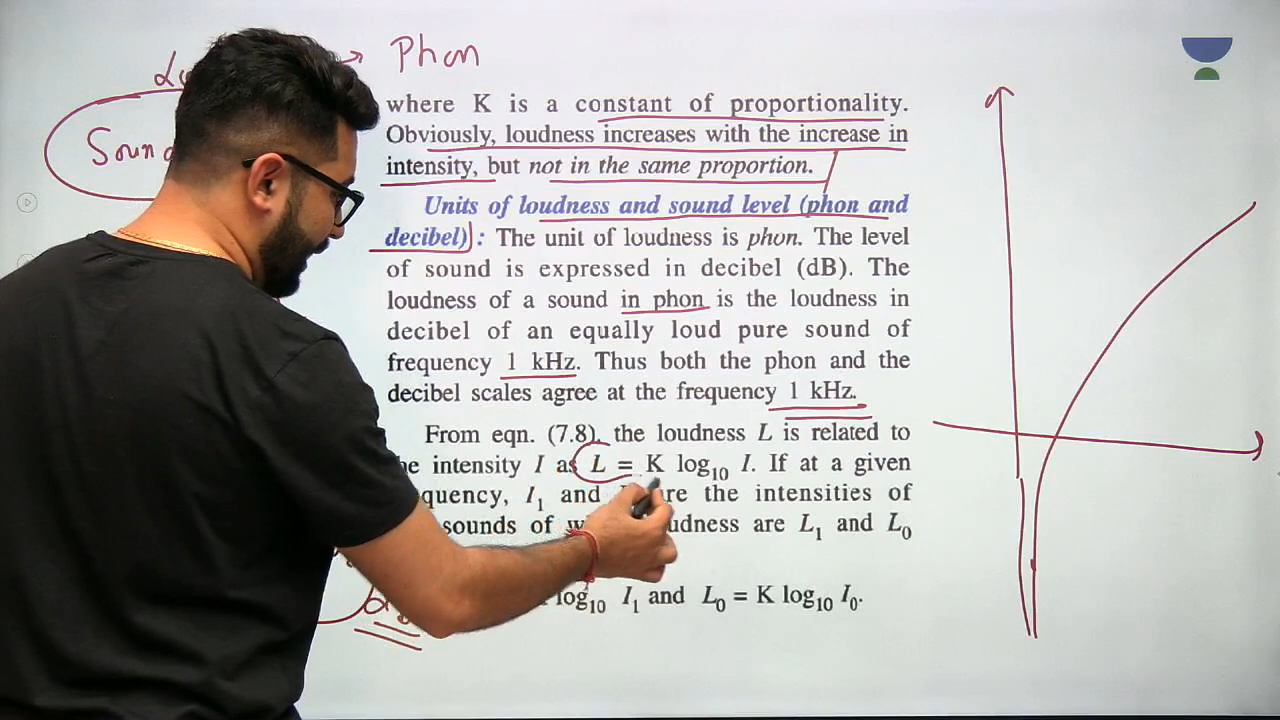 Phon
Soun
where K is a constant of proportionality.
Obviously, loudness increases with the increase in
intensity, but not in the same proportion.
Units of loudness and sound level (phon and
decibel) : The unit of loudness is phon. The level
of sound is expressed in decibel (dB). The
loudness of a sound in phon is the loudness in
decibel of an equally loud pure sound of
frequency 1 kHz. Thus both the phon and the
decibel scales agree at the frequency 1 kHz.
From eqn. (7.8), the loudness L is related to
he intensity I as L = K log₁₀ I. If at a given
quency, I₁ and re the intensities of
sounds of udness are L₁ and L₀
log₁₀ I₁ and L₀ = K log₁₀ I₀.